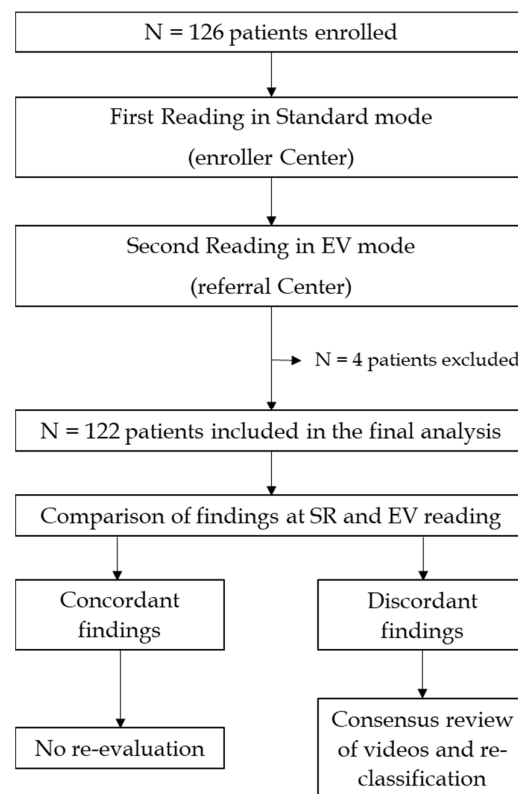 N = 126 patients enrolled
First Reading in Standard mode
(enroller Center)
Second Reading in EV mode
(referral Center)
N = 4 patients excluded
N = 122 patients included in the final analysis
Comparison of findings at SR and EV reading
Concordant
findings
Discordant
findings
No re-evaluation
Consensus review
of videos and re-
classification